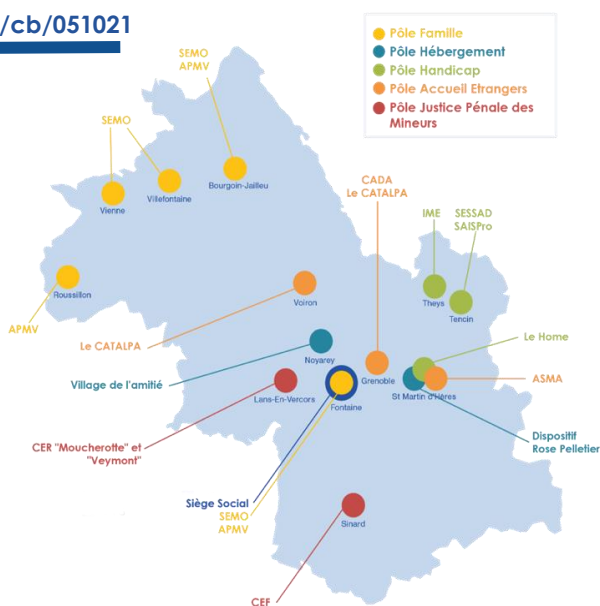 /cb/051021
Pôle Famille
Pôle Hébergement
Pôle Handicap
Pôle Accueil Etrangers
Pôle Justice Pénale des
Mineurs
SEMO
APMV
SEMO
Bourgoin-Jailleu
Villefontaine
Vienne
CADA
Le CATALPA
IME
SESSAD
SAISPro
Roussillon
APMV
Voiron
Theys
Tencin
Le CATALPA
Le Home
Noyarey
Village de l'amitié
Grenoble
ASMA
Lans-En-Vercors
St Martin d'Hères
Fontaine
Dispositif
Rose Pelletier
CER "Moucherotte" et
"Veymont"
Siège Social
SEMO
APMV
Sinard
CEF